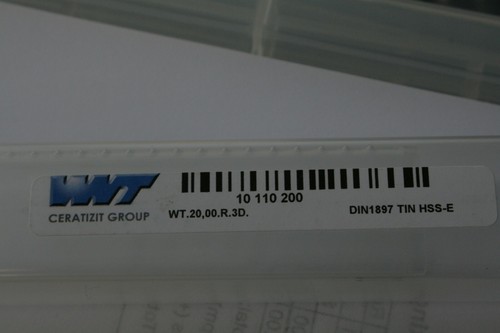 WNT
CERATIZIT GROUP
10 110 200
WT.20,00.R.3D.
DIN1897 TIN HSS-E